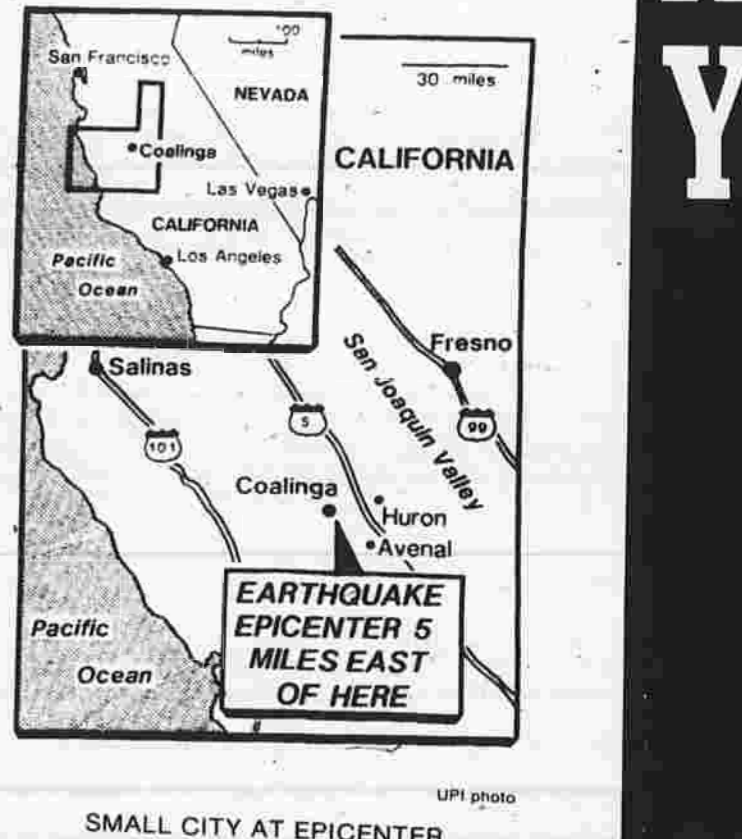 100
miles
San Francisco
NEVADA
Coalinga
Las Vegas
CALIFORNIA
Los Angeles
Pacific
Ocean
30 miles
CALIFORNIA
Fresno
Salinas
San Joaquin Valley
5
99
101
Coalinga
Huron
Avenal
EARTHQUAKE
EPICENTER 5
MILES EAST
OF HERE
Pacific
Ocean
UPI photo
SMALL CITY AT EPICENTER
Y